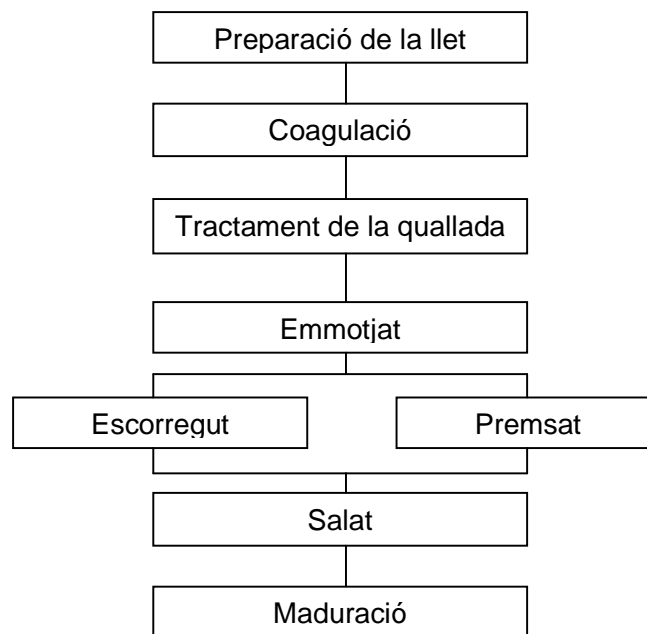 Preparació de la llet
Coagulació
Tractament de la quallada
Emmotjat
Escorregut
Premsat
Salat
Maduració